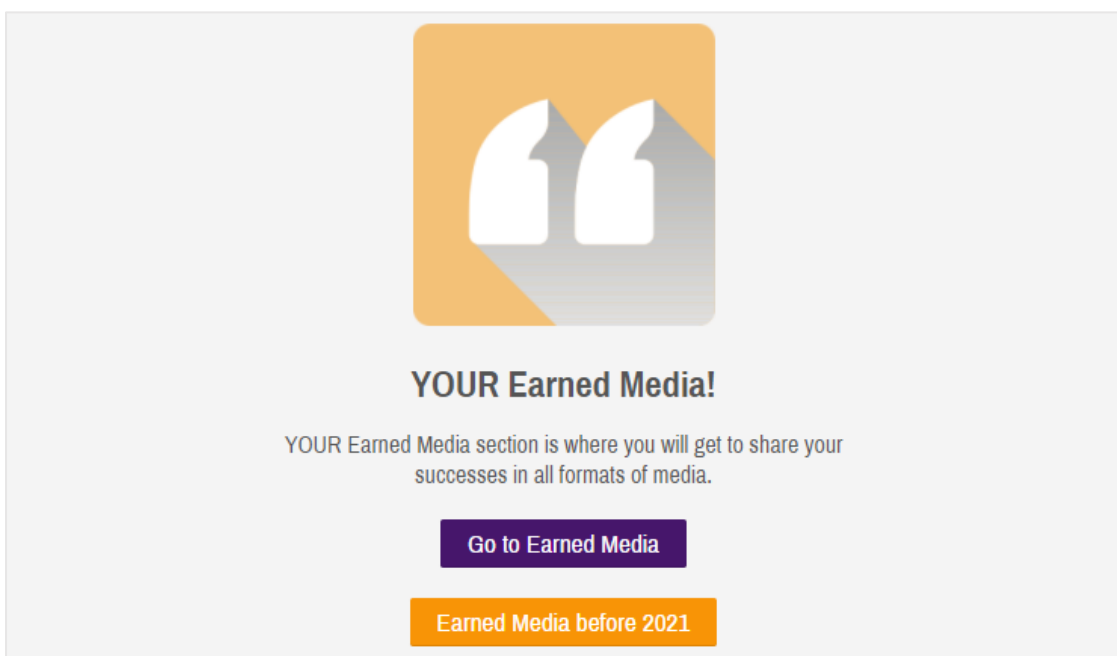 YOUR Earned Media!
YOUR Earned Media section is where you will get to share your
successes in all formats of media.
Go to Earned Media
Earned Media before 2021